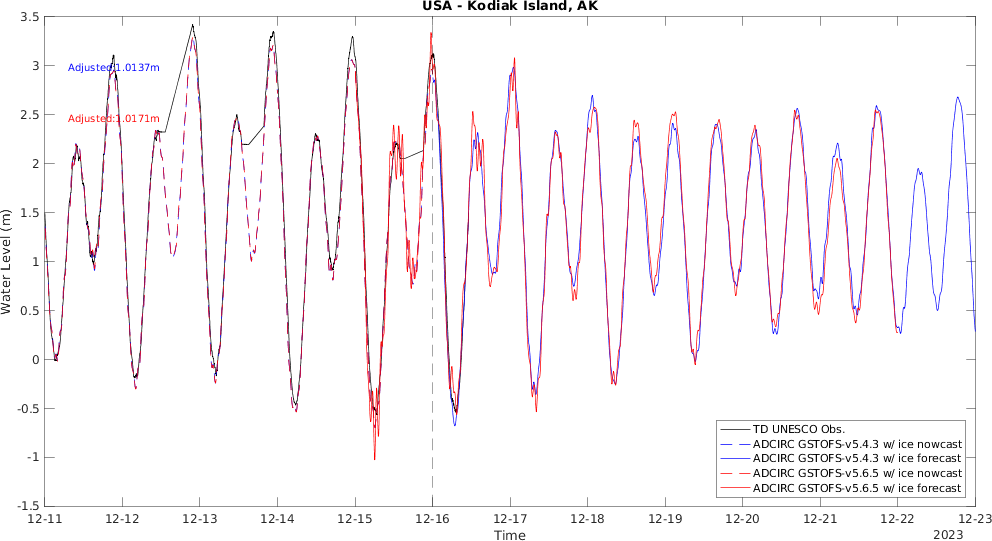 USA - Kodiak Island, AK
3.5
3
2.5
2
1.5
1
0.5
0
-0.5
-1
-1.5
Water Level (m)
Adjusted:1.0137m
Adjusted:1.0171m
TD UNESCO Obs.
ADCIRC GSTOFS-v5.4.3 w/ ice nowcast
ADCIRC GSTOFS-v5.4.3 w/ ice forecast
ADCIRC GSTOFS-v5.6.5 w/ ice nowcast
ADCIRC GSTOFS-v5.6.5 w/ ice forecast
12-11 12-12 12-13 12-14 12-15 12-16 12-17 12-18 12-19 12-20 12-21 12-22 12-23
Time
2023